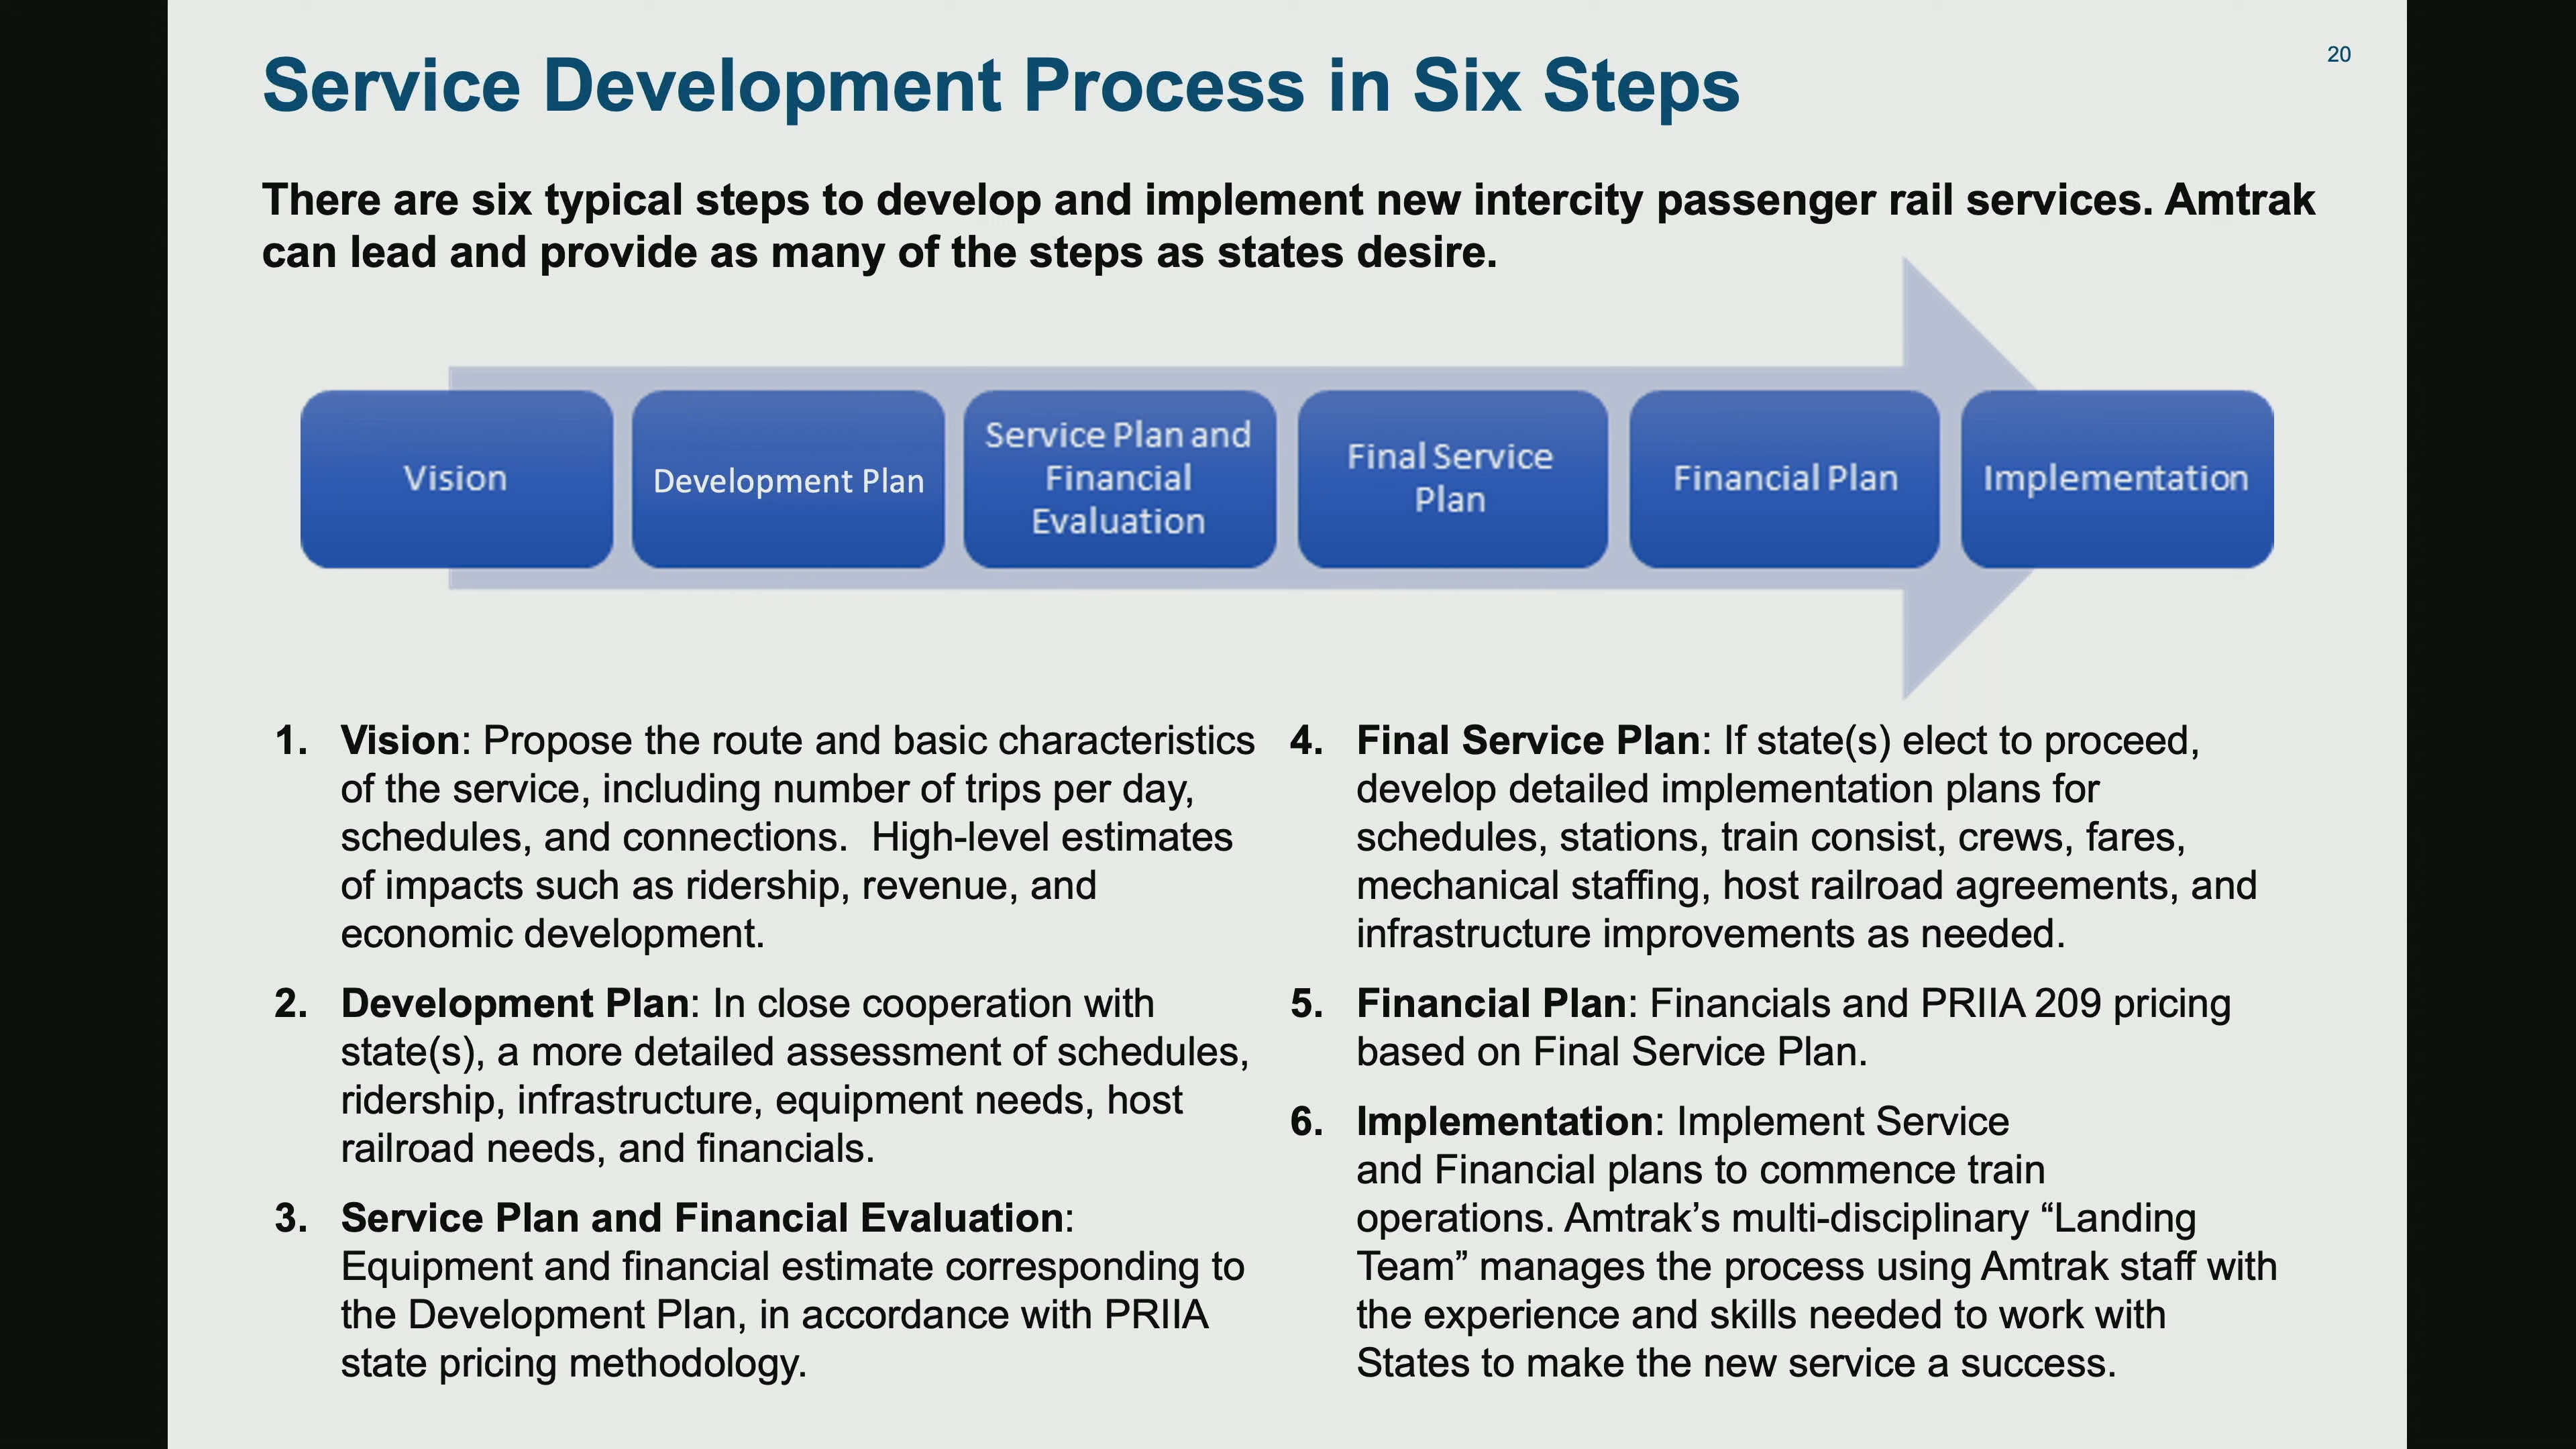 20
Service Development Process in Six Steps
There are six typical steps to develop and implement new intercity passenger rail services. Amtrak
can lead and provide as many of the steps as states desire.
Vision
Development Plan
Service Plan and
Financial
Evaluation
Final Service
Plan
Financial Plan
Implementation
1. Vision: Propose the route and basic characteristics
of the service, including number of trips per day,
schedules, and connections.  High-level estimates
of impacts such as ridership, revenue, and
economic development.
2. Development Plan: In close cooperation with
state(s), a more detailed assessment of schedules,
ridership, infrastructure, equipment needs, host
railroad needs, and financials.
3. Service Plan and Financial Evaluation:
Equipment and financial estimate corresponding to
the Development Plan, in accordance with PRIIA
state pricing methodology.
4. Final Service Plan: If state(s) elect to proceed,
develop detailed implementation plans for
schedules, stations, train consist, crews, fares,
mechanical staffing, host railroad agreements, and
infrastructure improvements as needed.
5. Financial Plan: Financials and PRIIA 209 pricing
based on Final Service Plan.
6. Implementation: Implement Service
and Financial plans to commence train
operations. Amtrak’s multi-disciplinary “Landing
Team” manages the process using Amtrak staff with
the experience and skills needed to work with
States to make the new service a success.